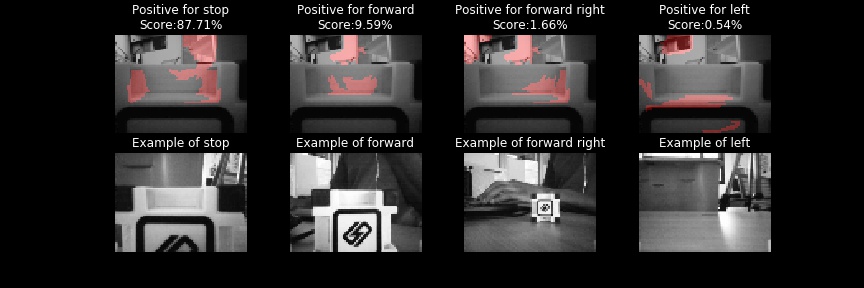 Positive for stop
Score:87.71%
Positive for forward
Score:9.59%
Positive for forward right
Score:1.66%
Positive for left
Score:0.54%
Example of stop
Example of forward
Example of forward right
Example of left